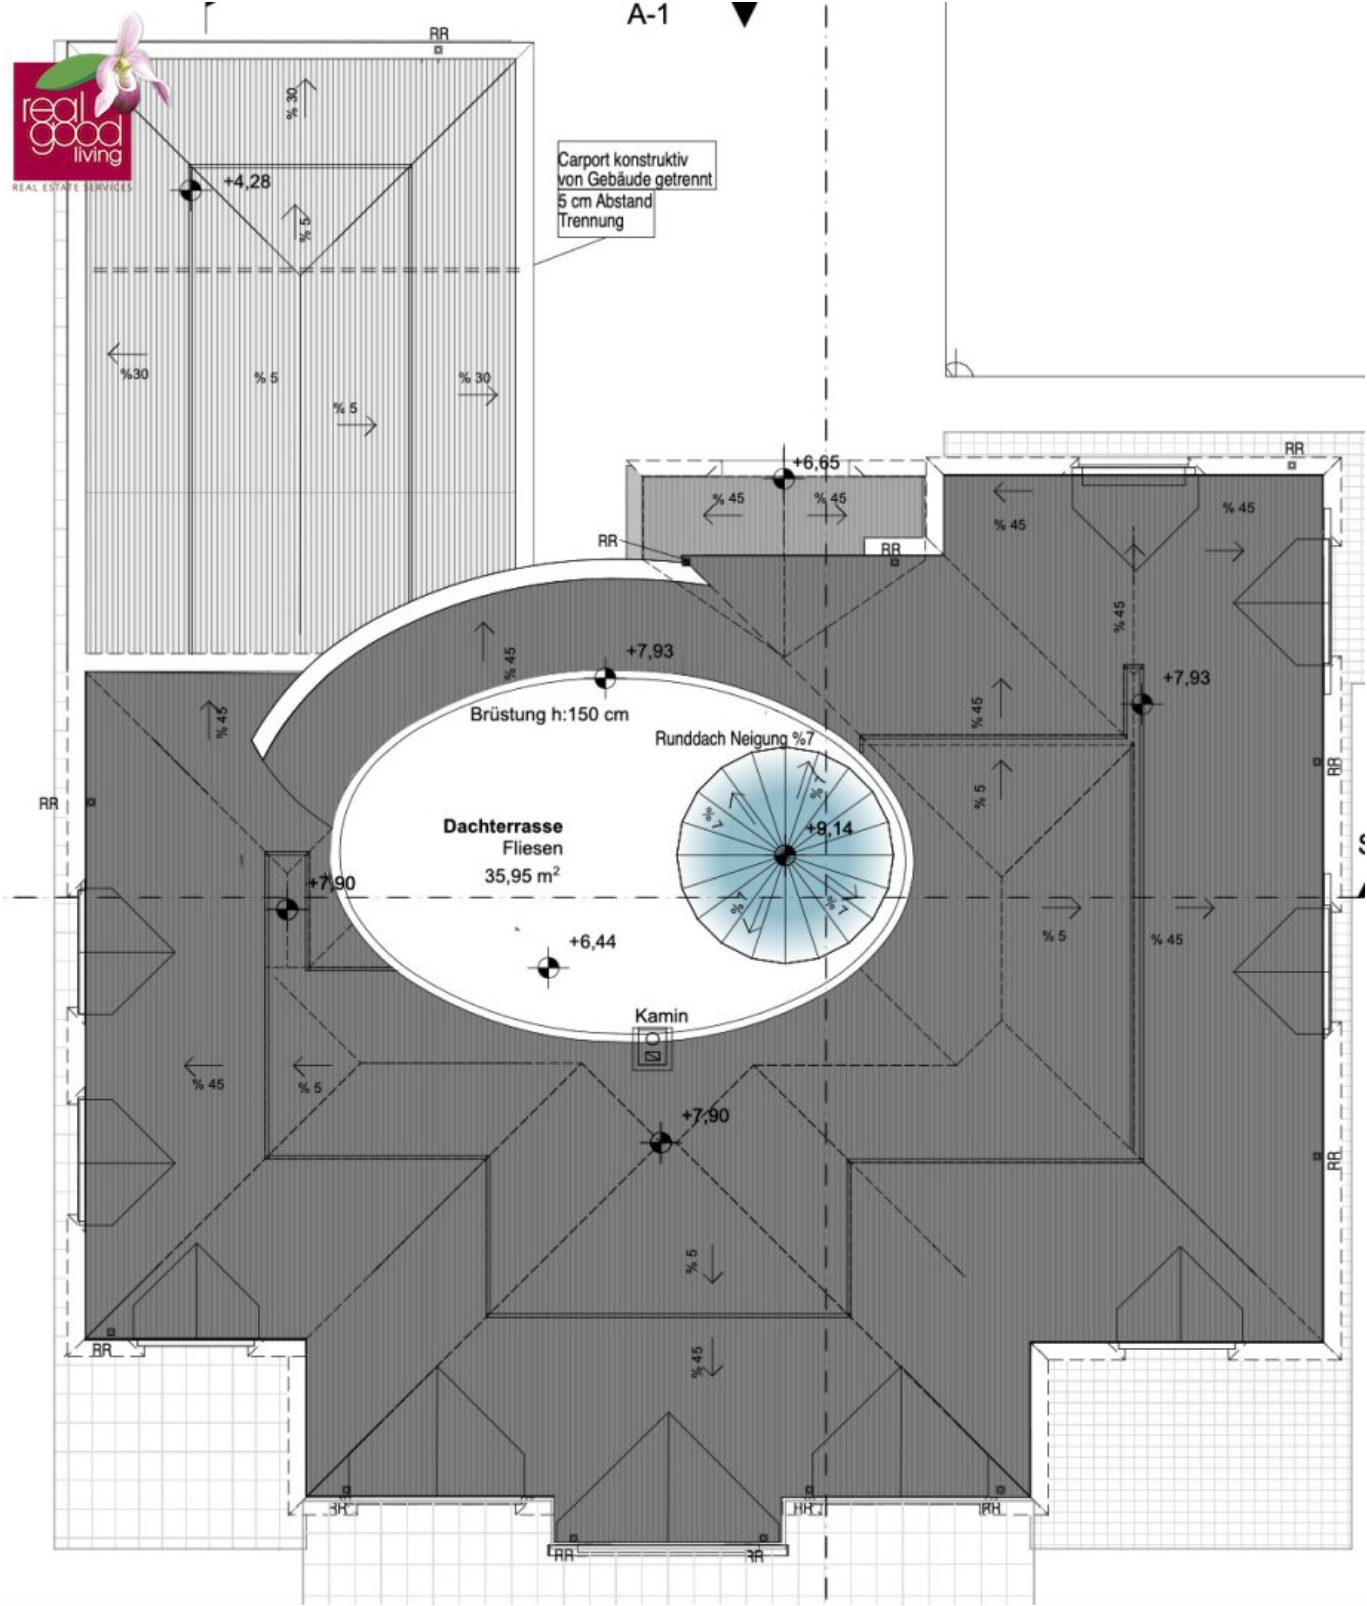 A-1
RR
real
good
living
REAL ESTATE SERVICES
% 30
+4,28
% 5
Carport konstruktiv
von Gebäude getrennt
5 cm Abstand
Trennung
%30
% 5
% 30
% 5
+6,65
RR
% 45
% 45
% 45
% 45
RR
RR
% 45
+7,93
% 45
% 45
+7,93
Brüstung h:150 cm
% 45
Runddach Neigung %7
RR
% 7
% 7
% 5
RR
Dachterrasse
+9,14
Fliesen
35,95 m²
+7,90
% 7
% 7
+6,44
% 5
% 45
Kamin
% 45
% 5
+7,90
RR
% 5
RR
% 45
RR
RR
RR
RR
RR
S